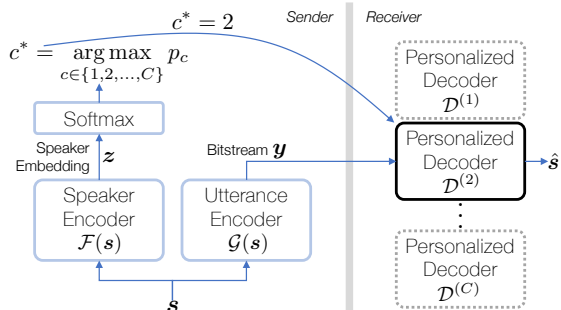 c* = 2
Sender
Receiver
c* = arg max p_c
c∈{1,2,...,C}
Softmax
Speaker
Embedding
z
Bitstream y
Speaker
Encoder
F(s)
Utterance
Encoder
G(s)
s
Personalized
Decoder
D^(1)
Personalized
Decoder
D^(2)
ŝ
⋮
Personalized
Decoder
D^(C)